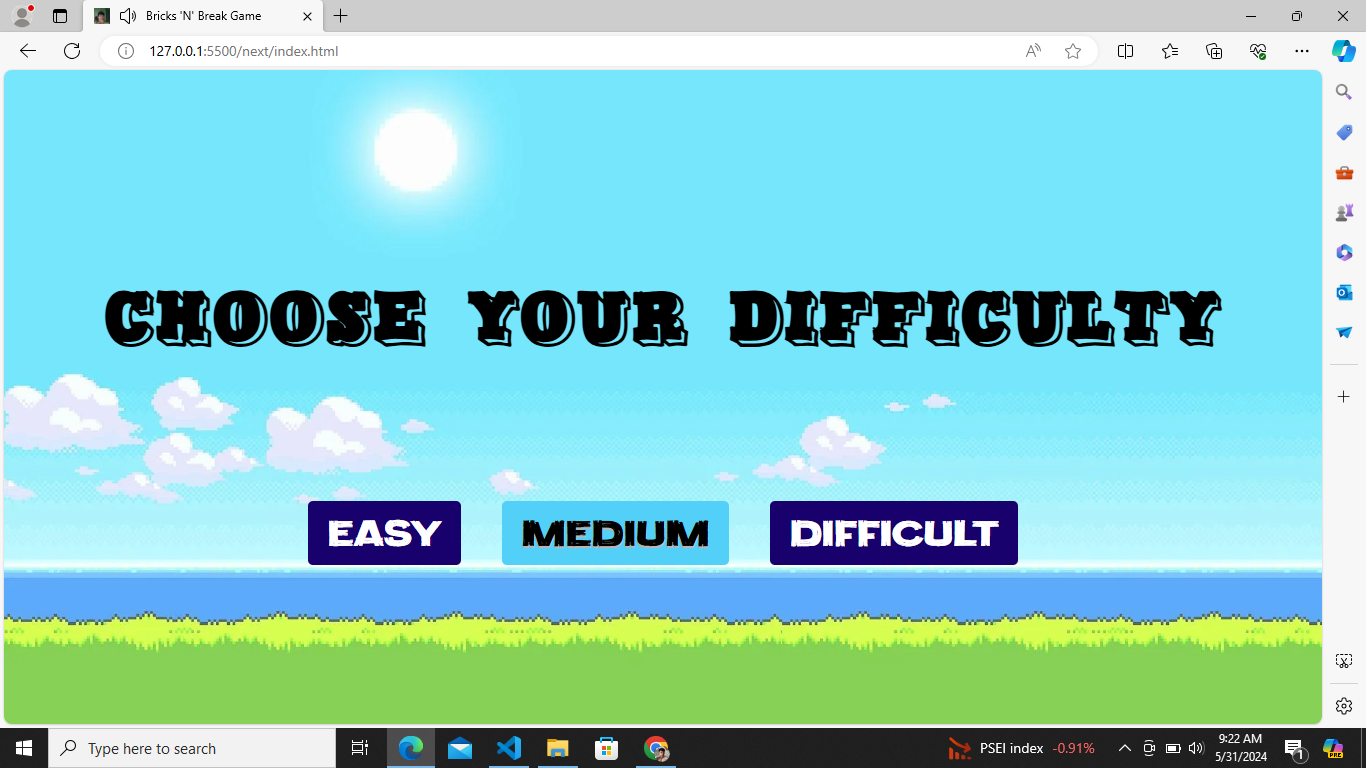 Bricks 'N' Break Game
127.0.0.1:5500/next/index.html
CHOOSE YOUR DIFFICULTY
EASY
MEDIUM
DIFFICULT
Type here to search
PSEI index -0.91%
9:22 AM
5/31/2024
1
PRE